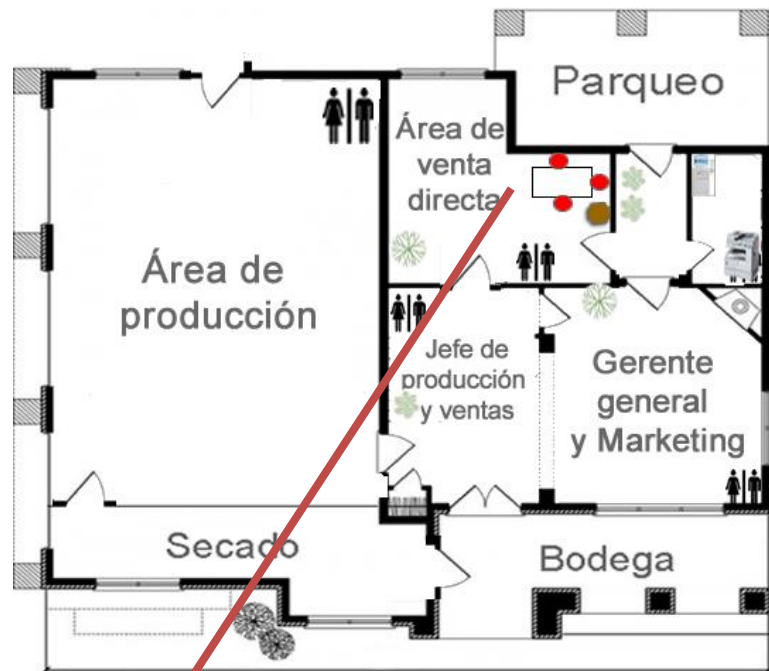 Parqueo
Área de
venta
directa
Área de
producción
Jefe de
producción
y ventas
Gerente
general
y Marketing
Secado
Bodega